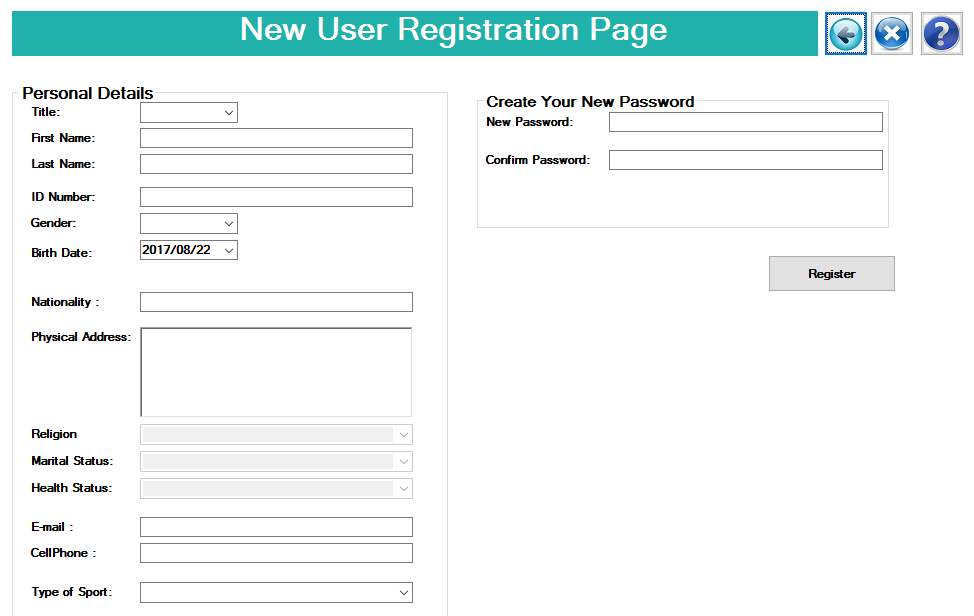 New User Registration Page
?
Personal Details
Title:
First Name:
Last Name:
ID Number:
Gender:
Birth Date: 2017/08/22
Nationality :
Physical Address:
Religion
Marital Status:
Health Status:
E-mail :
CellPhone :
Type of Sport:
Create Your New Password
New Password:
Confirm Password:
Register